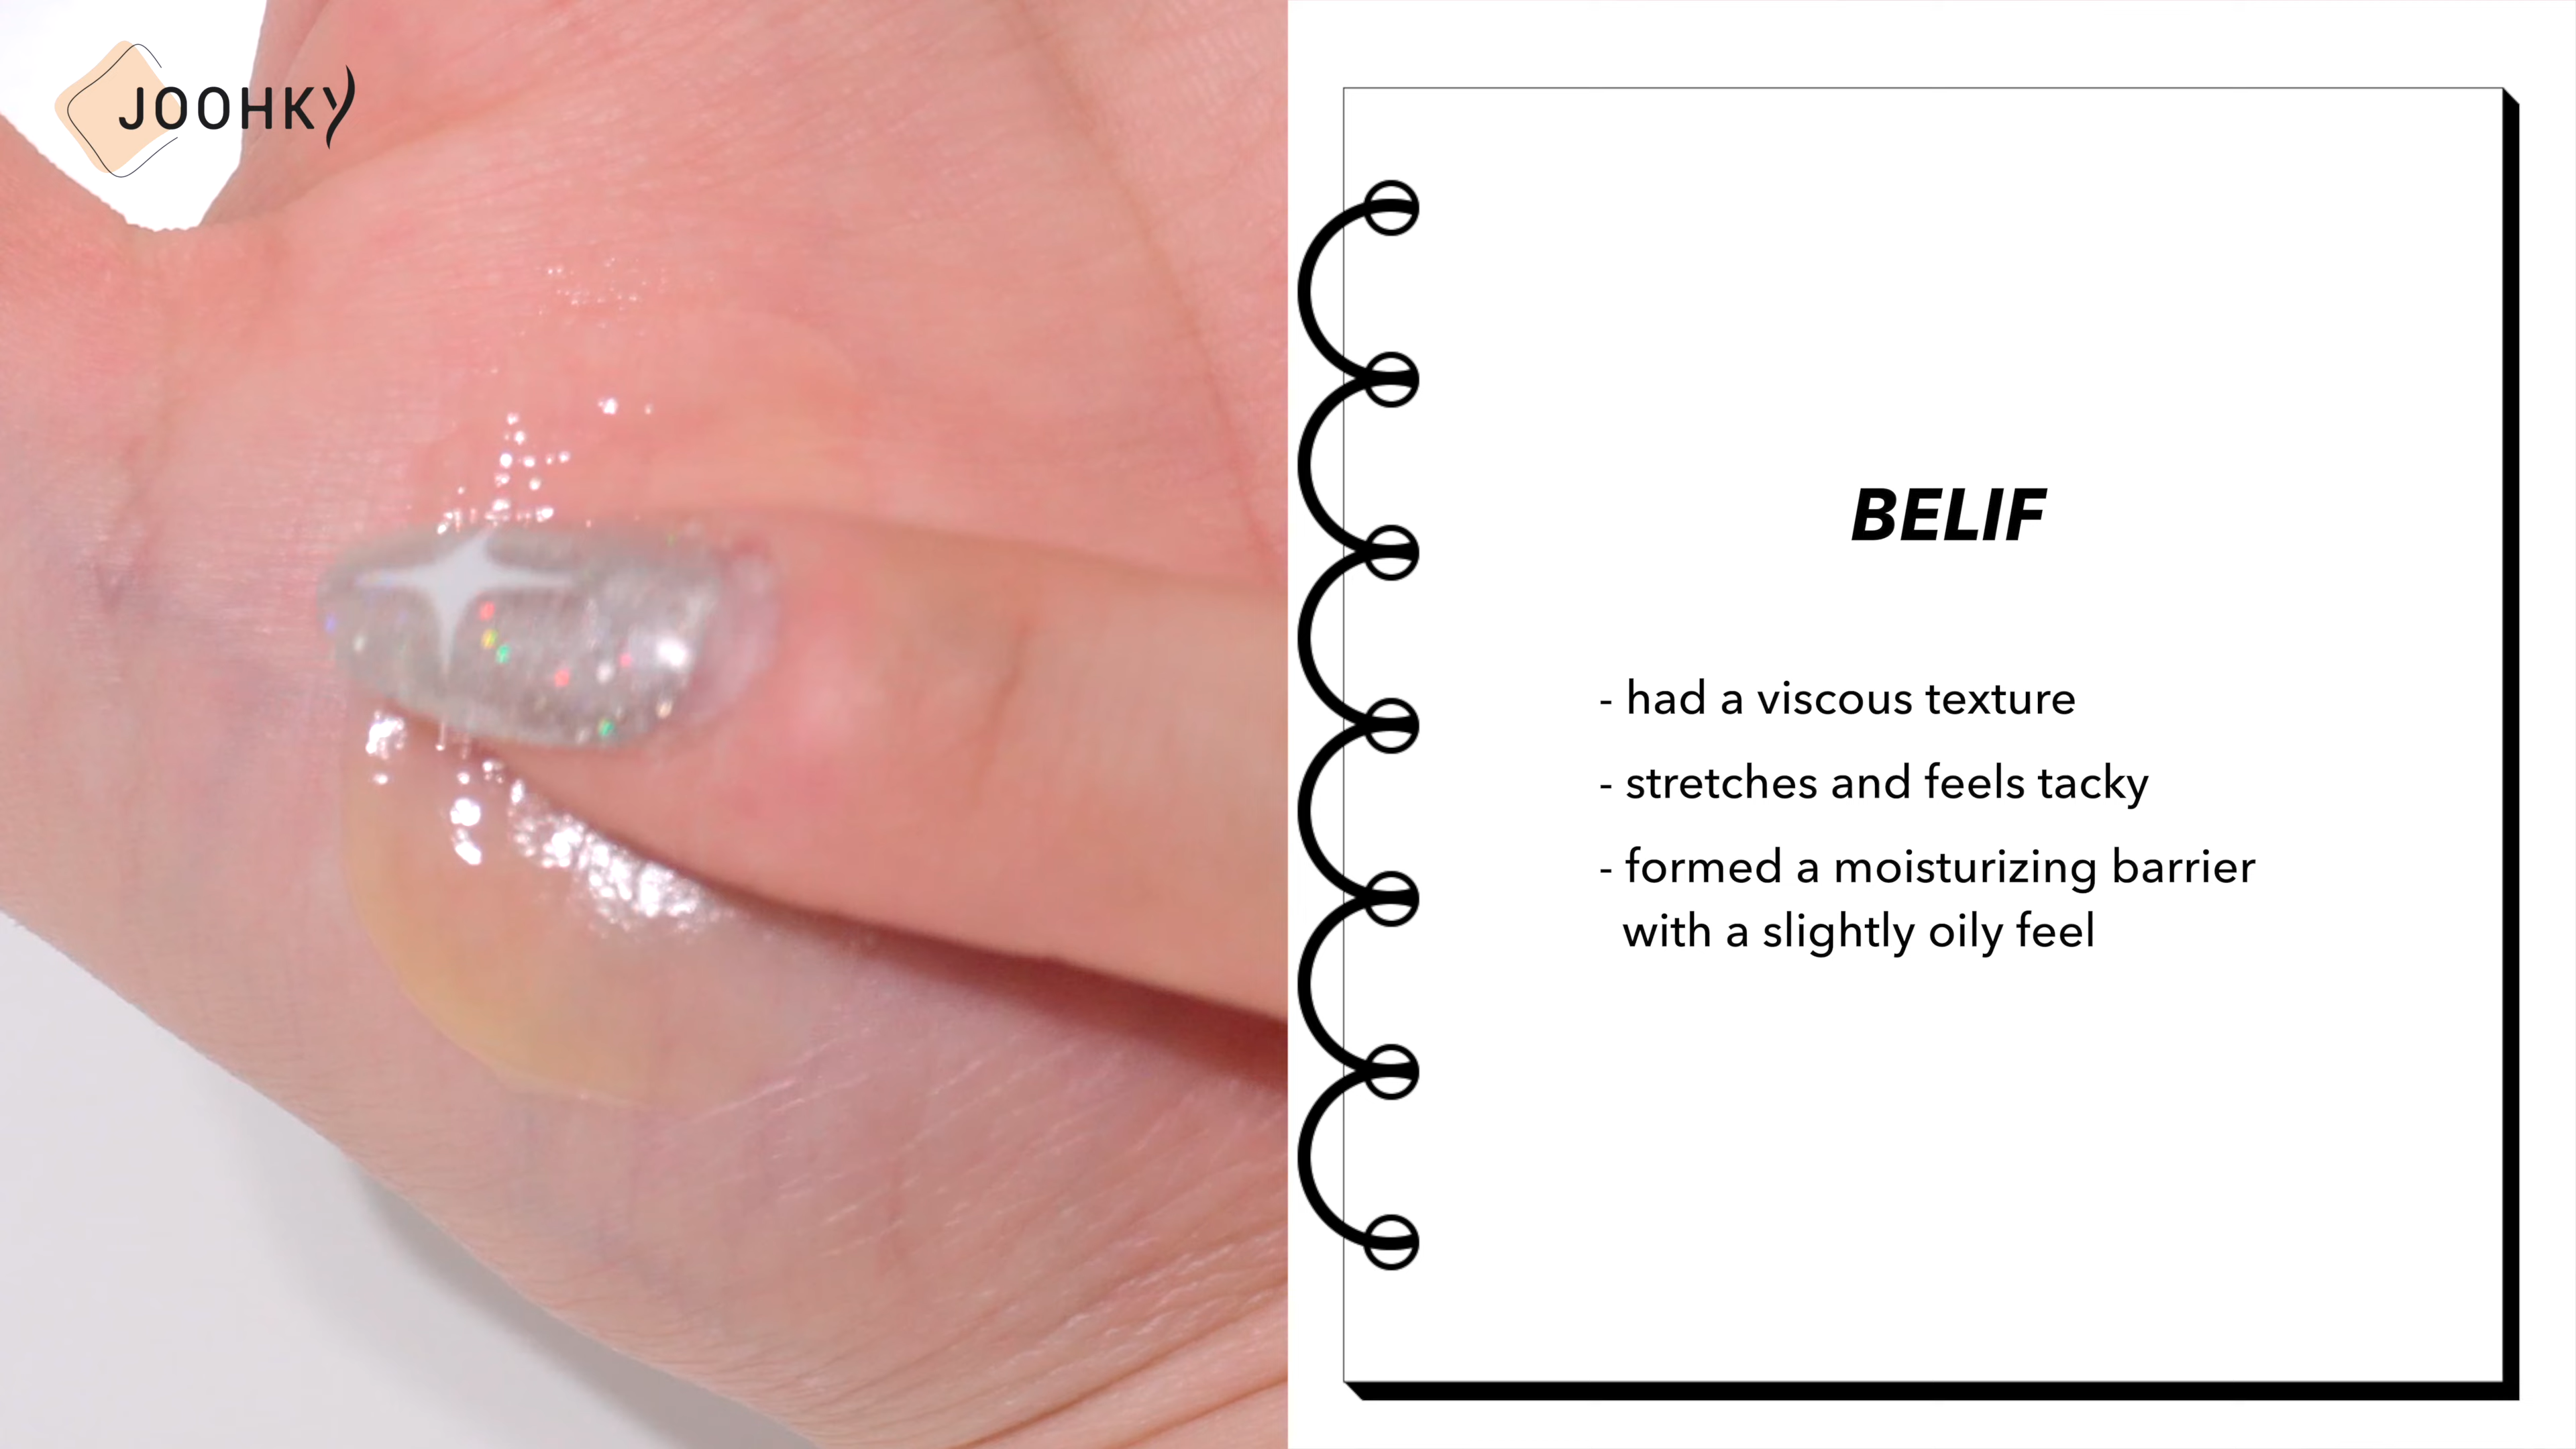 JOOHKY
BELIF
- had a viscous texture
- stretches and feels tacky
- formed a moisturizing barrier
with a slightly oily feel